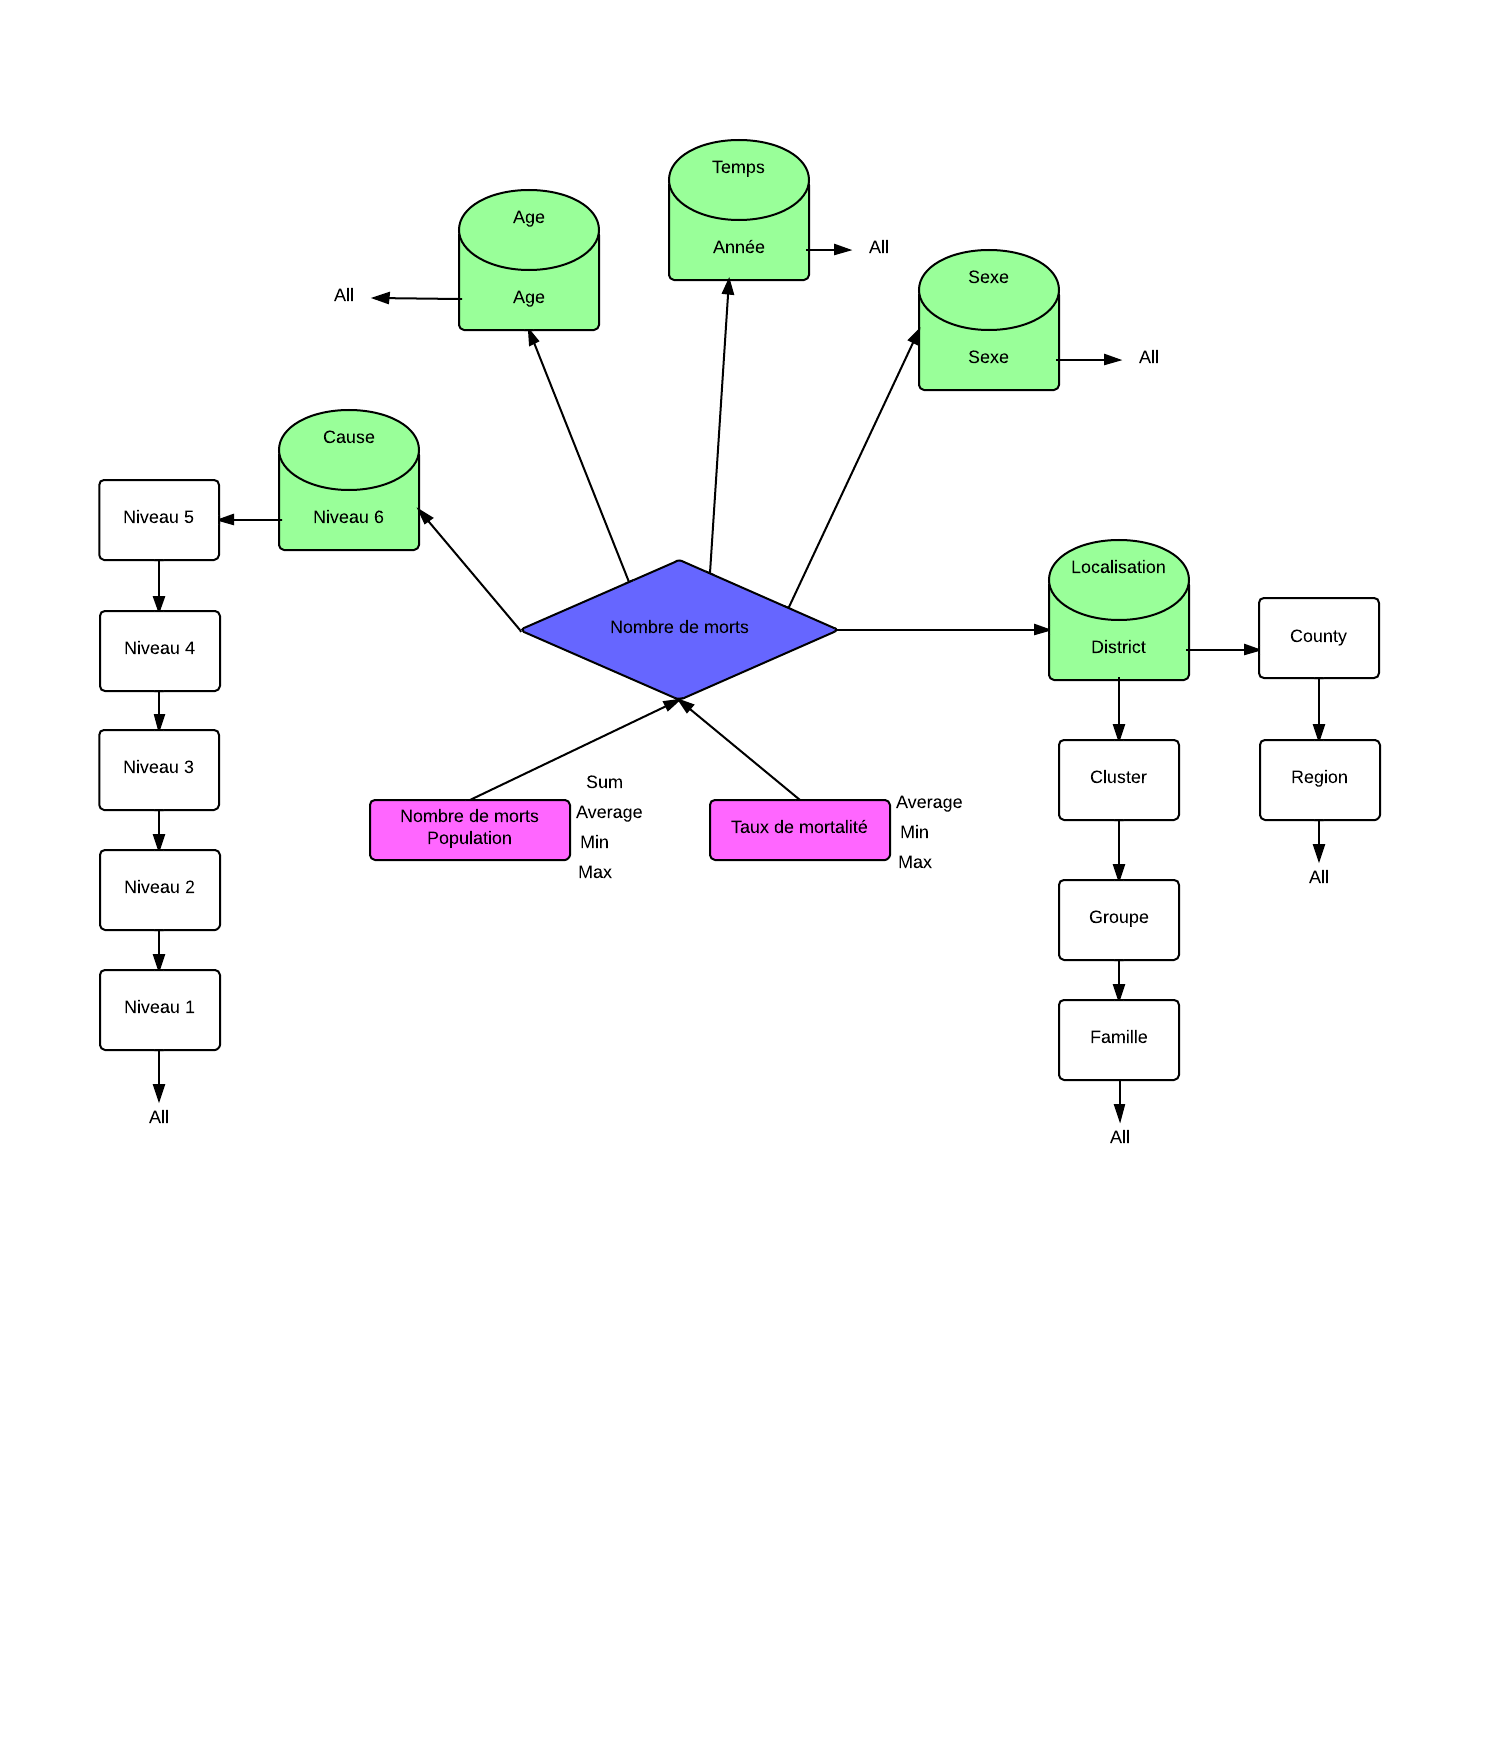 Temps
Année
All
Age
Age
All
Sexe
Sexe
All
Cause
Niveau 6
Niveau 5
Niveau 4
Niveau 3
Niveau 2
Niveau 1
All
Nombre de morts
Localisation
District
County
Region
All
Cluster
Groupe
Famille
All
Nombre de morts
Population
Sum
Average
Min
Max
Taux de mortalité
Average
Min
Max